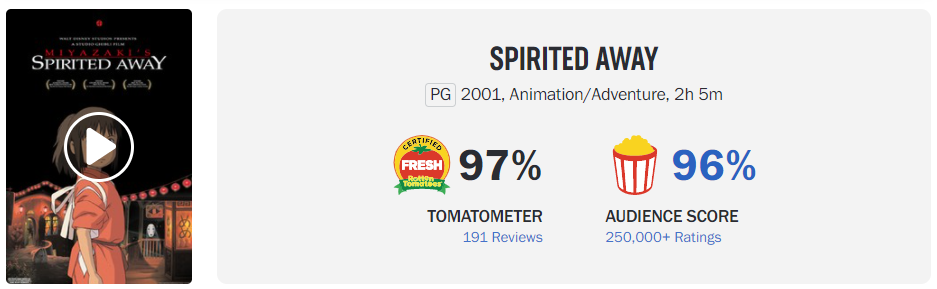 WALT DISNEY STUDIOS PRESENTS
A STUDIO GHIBLI FILM
MIYAZAKI'S
SPIRITED AWAY
SPIRITED AWAY
PG 2001, Animation/Adventure, 2h 5m
CERTIFIED
FRESH
Rotten
Tomatoes
97%
96%
TOMATOMETER
AUDIENCE SCORE
191 Reviews
250,000+ Ratings